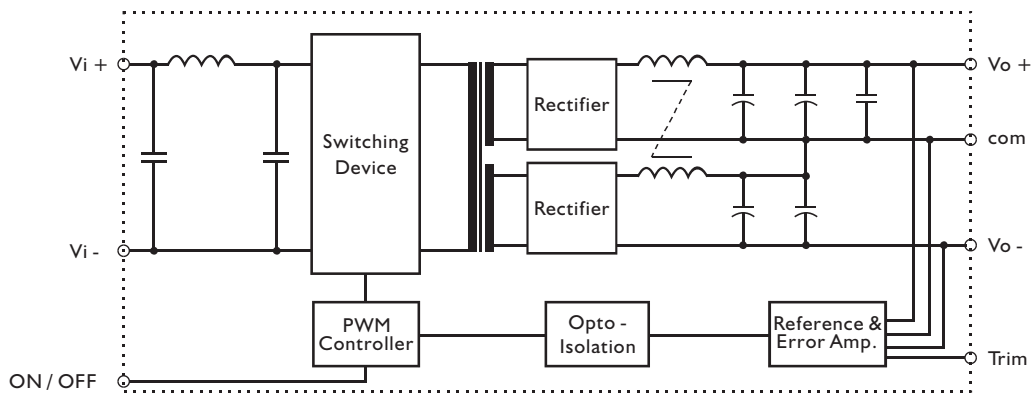 Vi +
Vo +
Rectifier
com
Switching
Device
Rectifier
Vi -
Vo -
PWM
Controller
Opto -
Isolation
Reference &
Error Amp.
Trim
ON / OFF